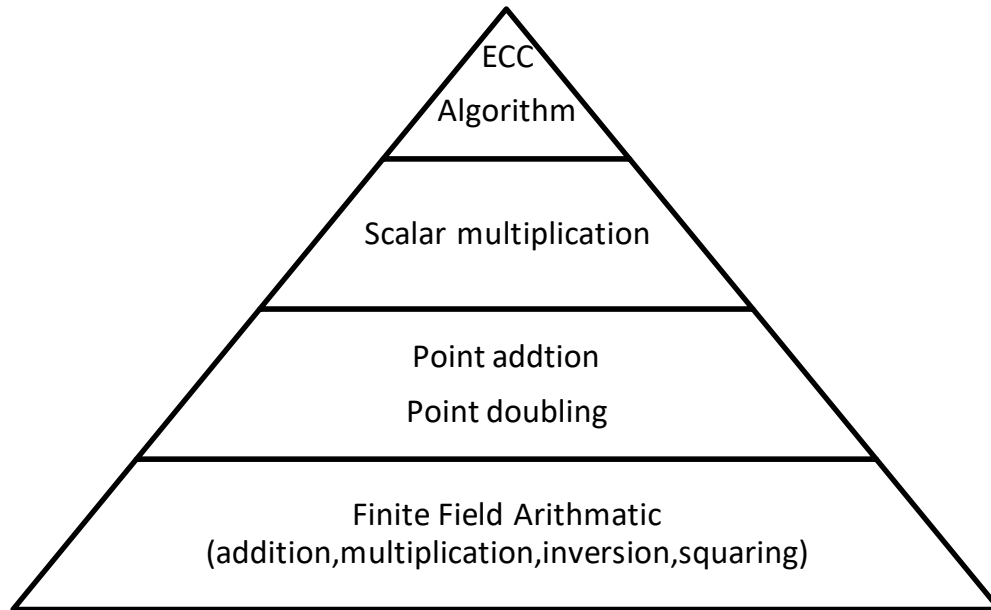 ECC
Algorithm
Scalar multiplication
Point addtion
Point doubling
Finite Field Arithmatic
(addition,multiplication,inversion,squaring)